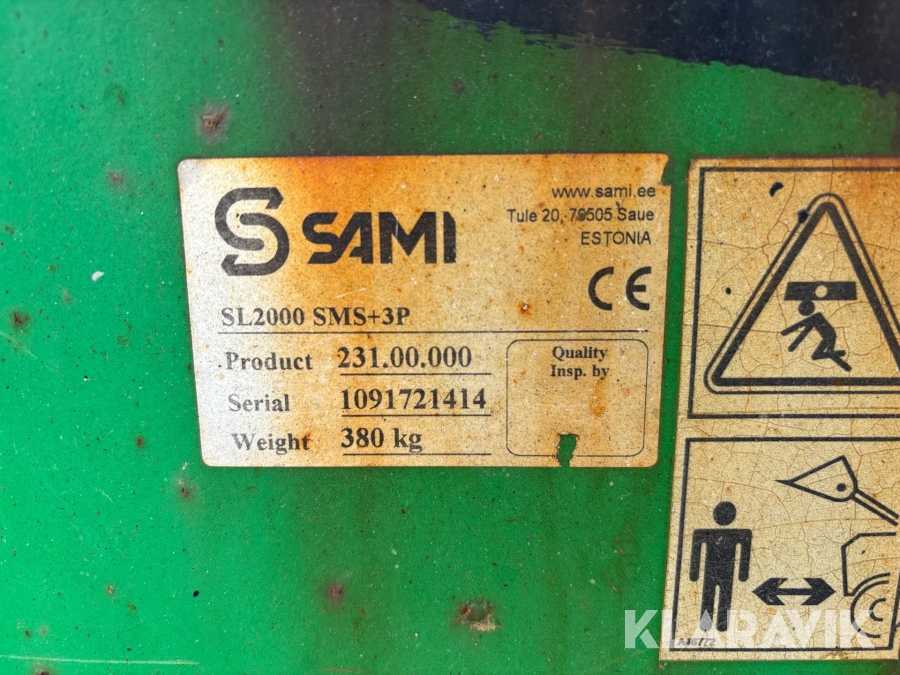 SAMI
www.sami.ee
Tule 20, 79505 Saue
ESTONIA
CE
SL2000 SMS+3P
Product 231.00.000
Serial 1091721414
Weight 380 kg
Quality
Insp. by
KLARAVIK